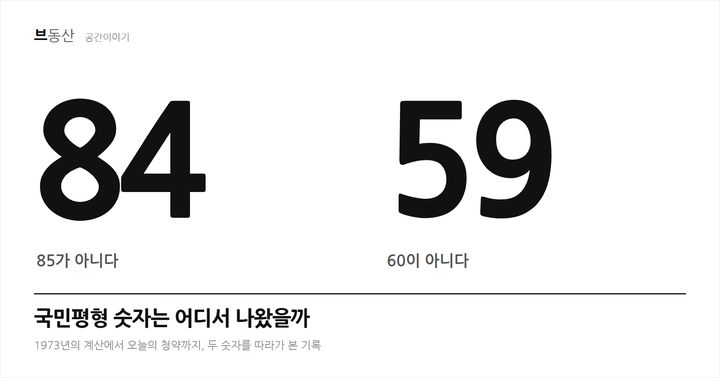 브동산 공간이야기
84 59
85가 아니다 60이 아니다
국민평형 숫자는 어디서 나왔을까
1973년의 계산에서 오늘의 청약까지, 두 숫자를 따라가 본 기록